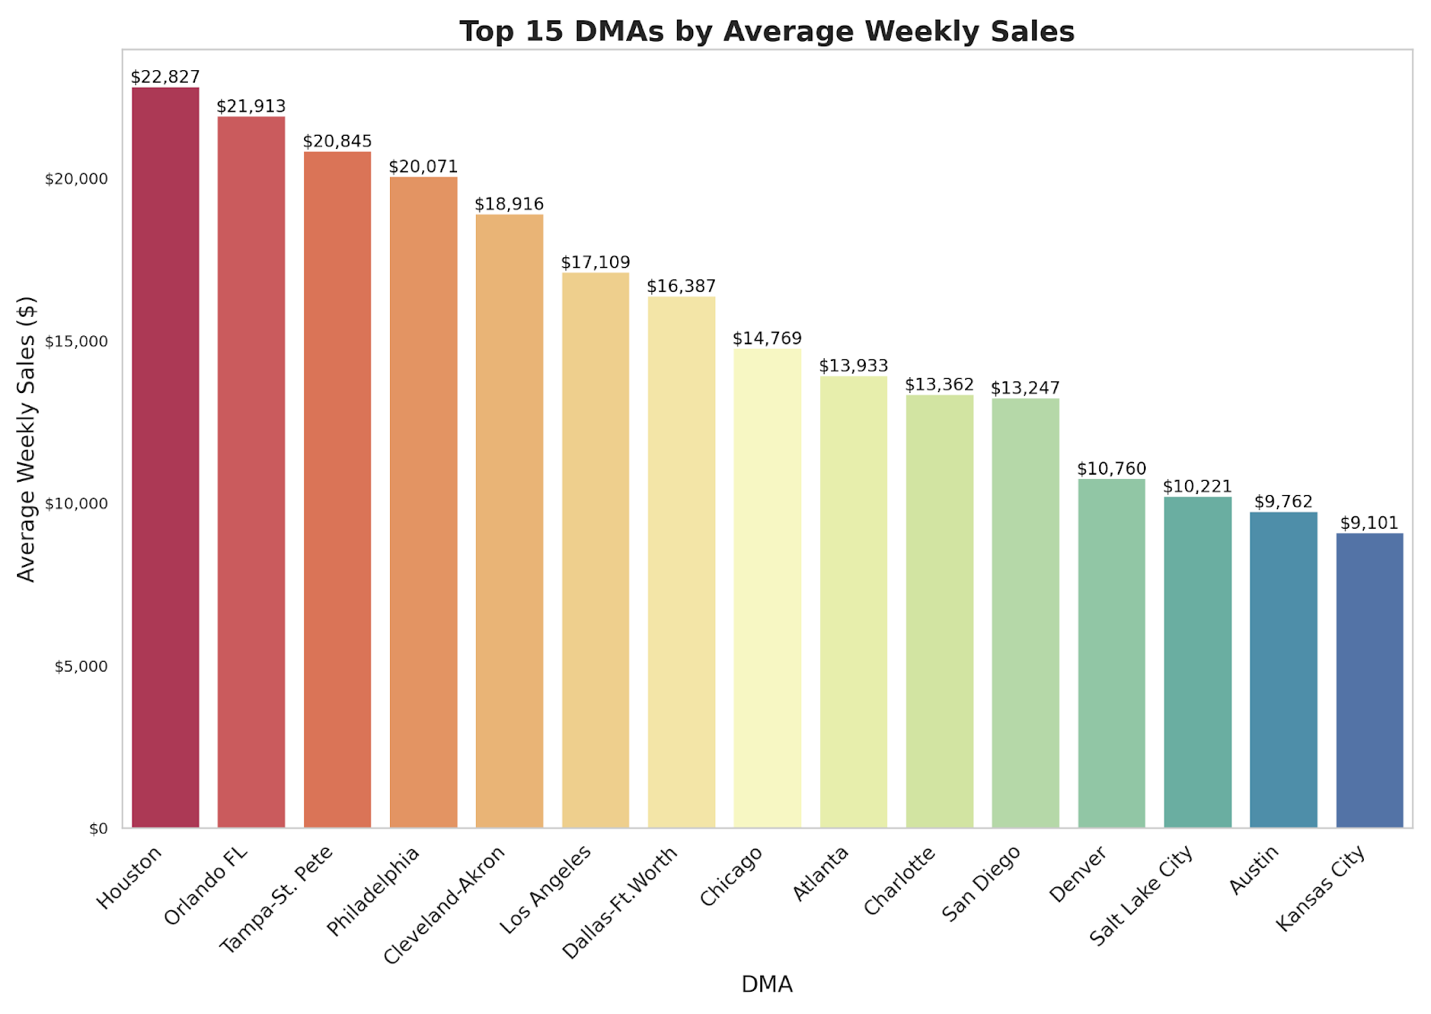 Top 15 DMAs by Average Weekly Sales
Average Weekly Sales ($)
$20,000
$15,000
$10,000
$5,000
$0
$22,827
$21,913
$20,845
$20,071
$18,916
$17,109
$16,387
$14,769
$13,933
$13,362
$13,247
$10,760
$10,221
$9,762
$9,101
Houston
Orlando FL
Tampa-St. Pete
Philadelphia
Cleveland-Akron
Los Angeles
Dallas-Ft.Worth
Chicago
Atlanta
Charlotte
San Diego
Denver
Salt Lake City
Austin
Kansas City
DMA